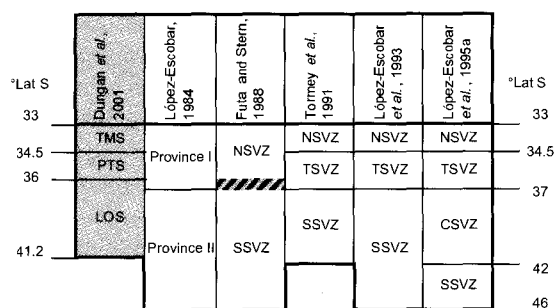 °Lat S
33
34.5
36
41.2
Dungan et al.,
2001
López-Escobar,
1984
Futa and Stern,
1988
Tormey et al.,
1991
López-Escobar
et al., 1993
López-Escobar
et al., 1995a
°Lat S
33
34.5
37
42
46
TMS
PTS
LOS
Province I
Province II
NSVZ
SSVZ
NSVZ
TSVZ
SSVZ
NSVZ
TSVZ
SSVZ
NSVZ
TSVZ
CSVZ
SSVZ